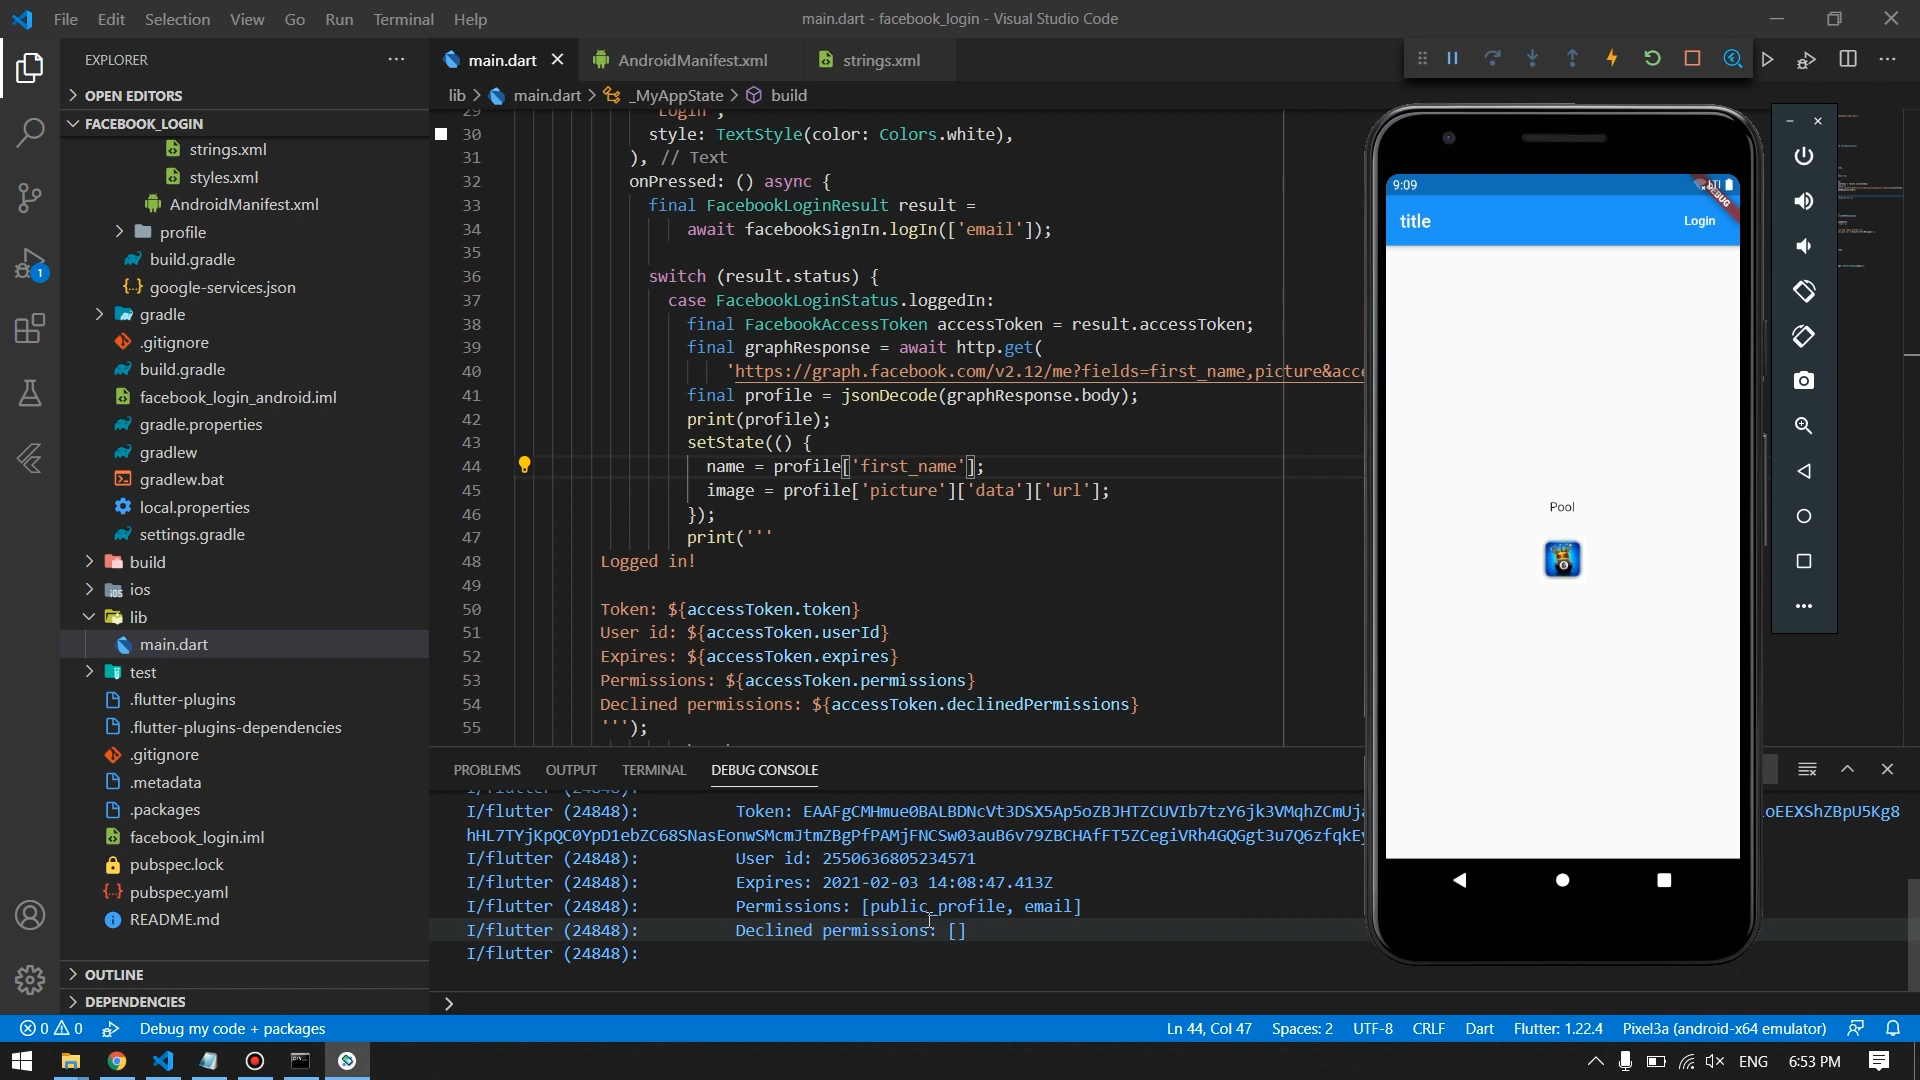 File Edit Selection View Go Run Terminal Help
main.dart - facebook_login - Visual Studio Code
EXPLORER
OPEN EDITORS
FACEBOOK_LOGIN
strings.xml
styles.xml
AndroidManifest.xml
profile
build.gradle
google-services.json
gradle
.gitignore
build.gradle
facebook_login_android.iml
gradle.properties
gradlew
gradlew.bat
local.properties
settings.gradle
build
ios
lib
main.dart
test
.flutter-plugins
.flutter-plugins-dependencies
.gitignore
.metadata
.packages
facebook_login.iml
pubspec.lock
pubspec.yaml
README.md
OUTLINE
DEPENDENCIES
1
main.dart AndroidManifest.xml strings.xml
lib > main.dart > _MyAppState > build
29 "Login",
30 style: TextStyle(color: Colors.white),
31 ), // Text
32 onPressed: () async {
33 final FacebookLoginResult result =
34 await facebookSignIn.logIn(['email']);
35
36 switch (result.status) {
37 case FacebookLoginStatus.loggedIn:
38 final FacebookAccessToken accessToken = result.accessToken;
39 final graphResponse = await http.get(
40 'https://graph.facebook.com/v2.12/me?fields=first_name,picture&acce
41 final profile = jsonDecode(graphResponse.body);
42 print(profile);
43 setState(() {
44 name = profile['first_name'];
45 image = profile['picture']['data']['url'];
46 });
47 print('''
48 Logged in!
49
50 Token: ${accessToken.token}
51 User id: ${accessToken.userId}
52 Expires: ${accessToken.expires}
53 Permissions: ${accessToken.permissions}
54 Declined permissions: ${accessToken.declinedPermissions}
55 ''');
PROBLEMS OUTPUT TERMINAL DEBUG CONSOLE
I/flutter (24848):
I/flutter (24848): Token: EAAFgCMHmue0BALBDNcVt3DSX5Ap5oZBJHTZCUVIb7tzY6jk3VMqhZCmUj oEEXShZBpU5Kg8
hHL7TYjKpQC0YpD1ebZC68SNasEonwSMcmJtmZBgPfPAMjFNCSw03auB6v79ZBCHAfFT5ZCegiVRh4GQGgt3u7Q6zfqkE
I/flutter (24848): User id: 2550636805234571
I/flutter (24848): Expires: 2021-02-03 14:08:47.413Z
I/flutter (24848): Permissions: [public_profile, email]
I/flutter (24848): Declined permissions: []
I/flutter (24848):
9:09
DEBUG
title Login
Pool
8
0 0 Debug my code + packages
Ln 44, Col 47 Spaces: 2 UTF-8 CRLF Dart Flutter: 1.22.4 Pixel3a (android-x64 emulator)
ENG 6:53 PM